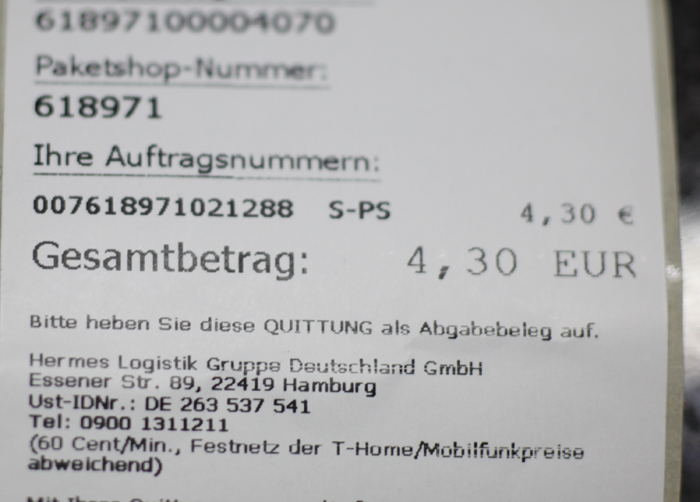 61897100004070
Paketshop-Nummer:
618971
Ihre Auftragsnummern:
007618971021288 S-PS 4,30 €
Gesamtbetrag: 4,30 EUR
Bitte heben Sie diese QUITTUNG als Abgabebeleg auf.
Hermes Logistik Gruppe Deutschland GmbH
Essener Str. 89, 22419 Hamburg
Ust-IDNr.: DE 263 537 541
Tel: 0900 1311211
(60 Cent/Min., Festnetz der T-Home/Mobilfunkpreise
abweichend)